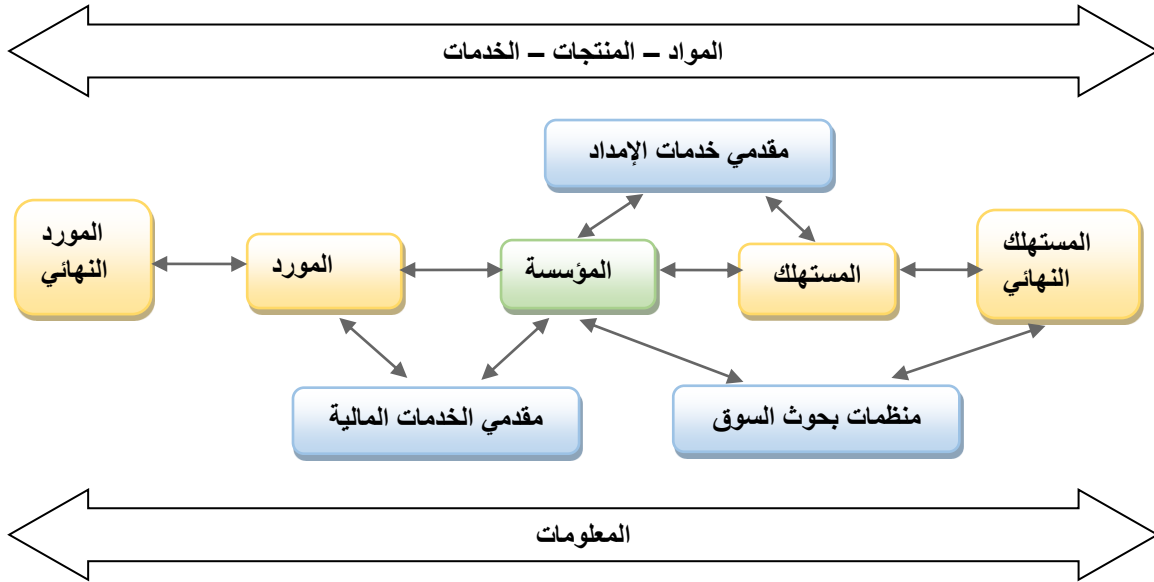 المواد – المنتجات – الخدمات
مقدمي خدمات الإمداد
المستهلك
النهائي
المستهلك
المؤسسة
المورد
المورد
النهائي
منظمات بحوث السوق
مقدمي الخدمات المالية
المعلومات